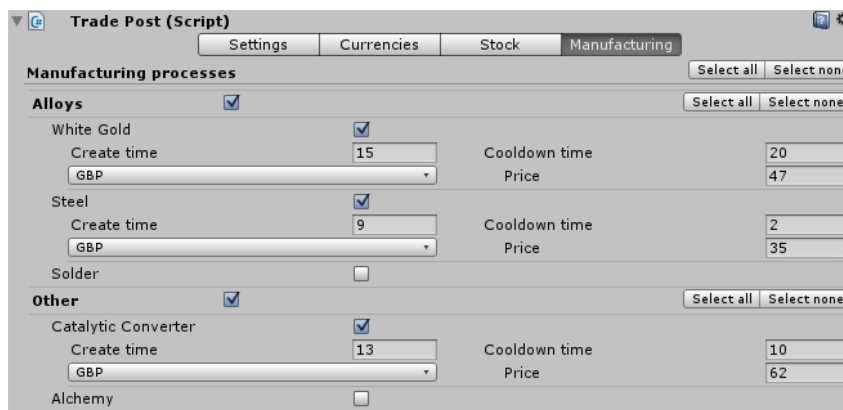 Trade Post (Script)
Settings Currencies Stock Manufacturing
Manufacturing processes Select all Select none
Alloys Select all Select none
White Gold
Create time 15 Cooldown time 20
GBP Price 47
Steel
Create time 9 Cooldown time 2
GBP Price 35
Solder
Other Select all Select none
Catalytic Converter
Create time 13 Cooldown time 10
GBP Price 62
Alchemy